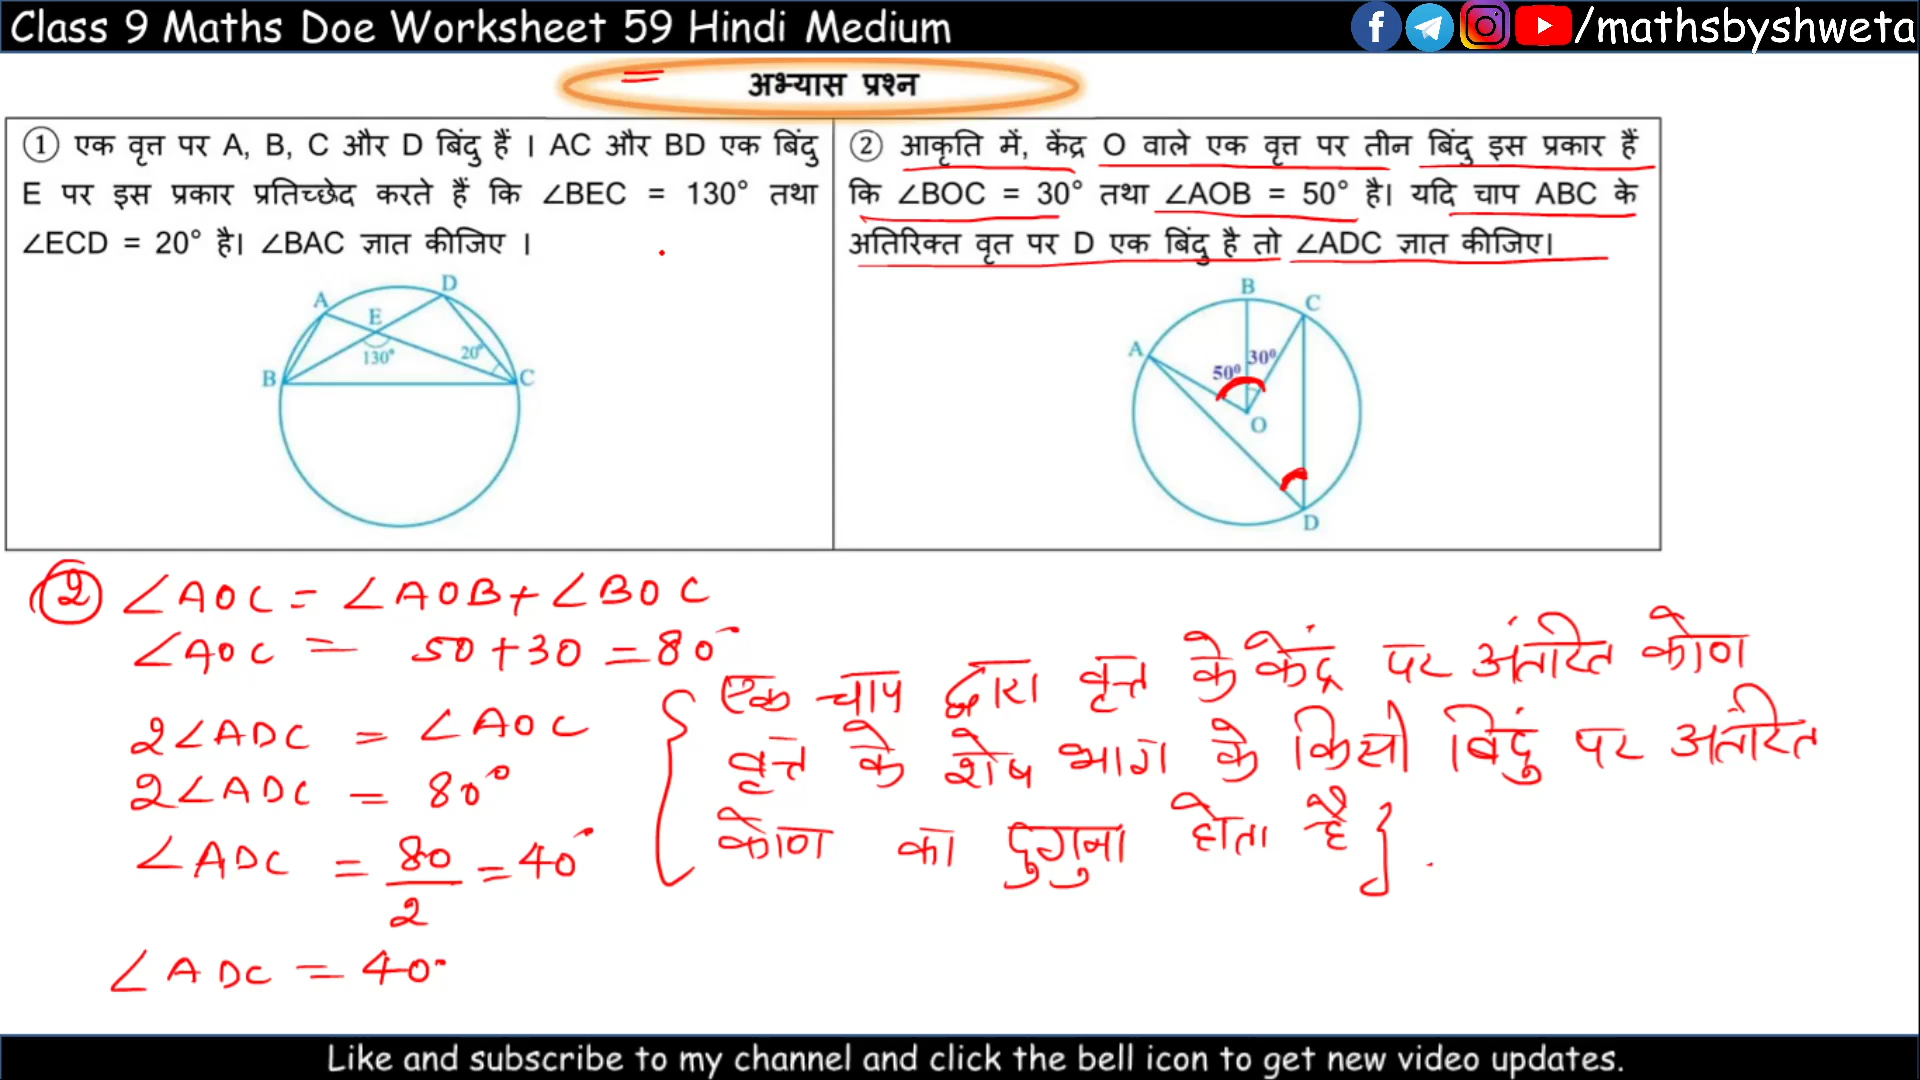 Class 9 Maths Doe Worksheet 59 Hindi Medium
/mathsbyshweta
अभ्यास प्रश्न
① एक वृत्त पर A, B, C और D बिंदु हैं । AC और BD एक बिंदु
E पर इस प्रकार प्रतिच्छेद करते हैं कि ∠BEC = 130° तथा
∠ECD = 20° है। ∠BAC ज्ञात कीजिए ।
A
D
E
130°
20°
B
C
② आकृति में, केंद्र O वाले एक वृत्त पर तीन बिंदु इस प्रकार हैं
कि ∠BOC = 30° तथा ∠AOB = 50° है। यदि चाप ABC के
अतिरिक्त वृत पर D एक बिंदु है तो ∠ADC ज्ञात कीजिए।
B
C
A
30⁰
50⁰
O
D
② ∠AOC = ∠AOB + ∠BOC
∠AOC = 50 + 30 = 80°
2∠ADC = ∠AOC
2∠ADC = 80°
∠ADC = 80/2 = 40°
∠ADC = 40°
{ एक चाप द्वारा वृत्त के केंद्र पर अंतरित कोण
वृत्त के शेष भाग के किसी बिंदु पर अंतरित
कोण का दुगुना होता है }.
Like and subscribe to my channel and click the bell icon to get new video updates.